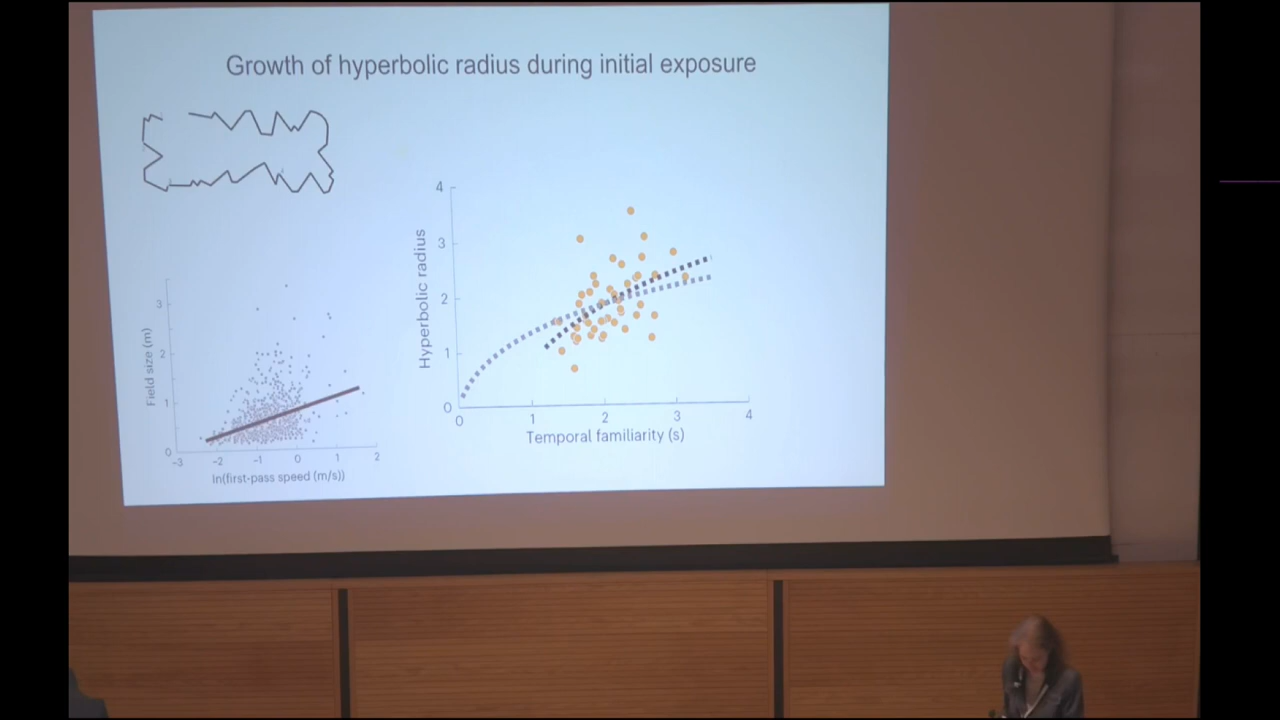 Growth of hyperbolic radius during initial exposure
4
3
2
1
0
Hyperbolic radius
0 1 2 3 4
Temporal familiarity (s)
3
2
1
0
Field size (m)
−3 −2 −1 0 1 2
ln(first-pass speed (m/s))